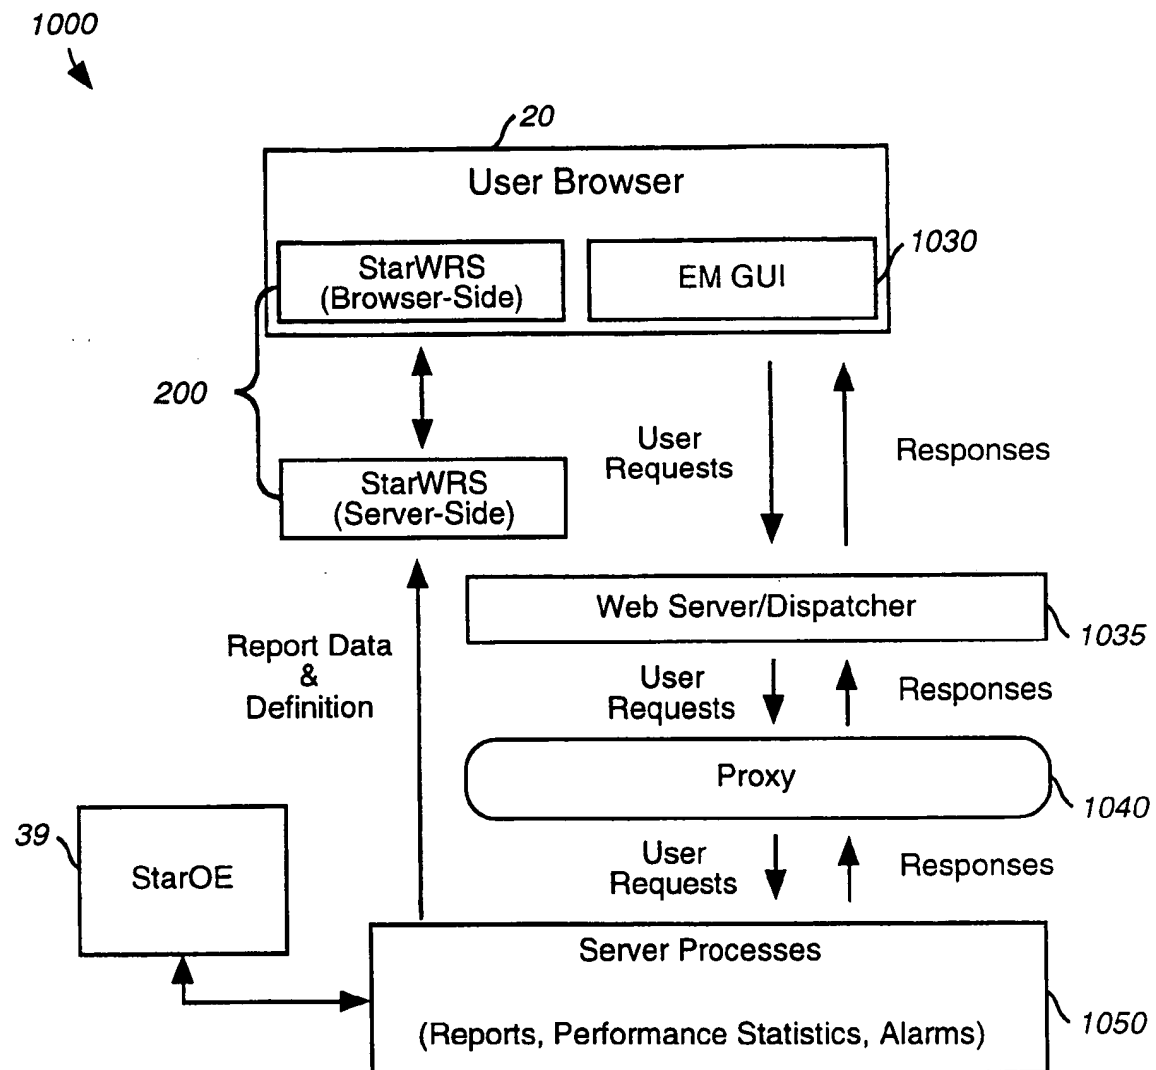 1000
20
User Browser
StarWRS
(Browser-Side)
EM GUI
1030
200
User
Requests
Responses
StarWRS
(Server-Side)
Web Server/Dispatcher
1035
Report Data
&
Definition
User
Requests
Responses
Proxy
1040
39
StarOE
User
Requests
Responses
Server Processes
(Reports, Performance Statistics, Alarms)
1050